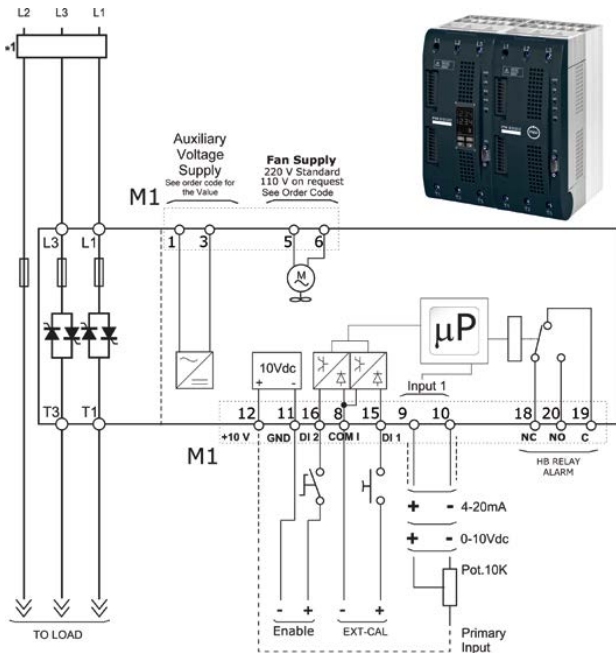 L2 L3 L1
*1
Auxiliary
Voltage
Supply
See order code for
the Value
Fan Supply
220 V Standard
110 V on request
See Order Code
M1
1 3 5 6
L3 L1
M
µP
10Vdc
+ -
Input 1
T3 T1
12 11 16 8 15 9 10 18 20 19
M1
+10 V GND DI 2 COM I DI 1 NC NO C
HB RELAY
ALARM
+ - 4-20mA
+ - 0-10Vdc
Pot.10K
- + - +
Enable EXT-CAL
Primary
Input
TO LOAD